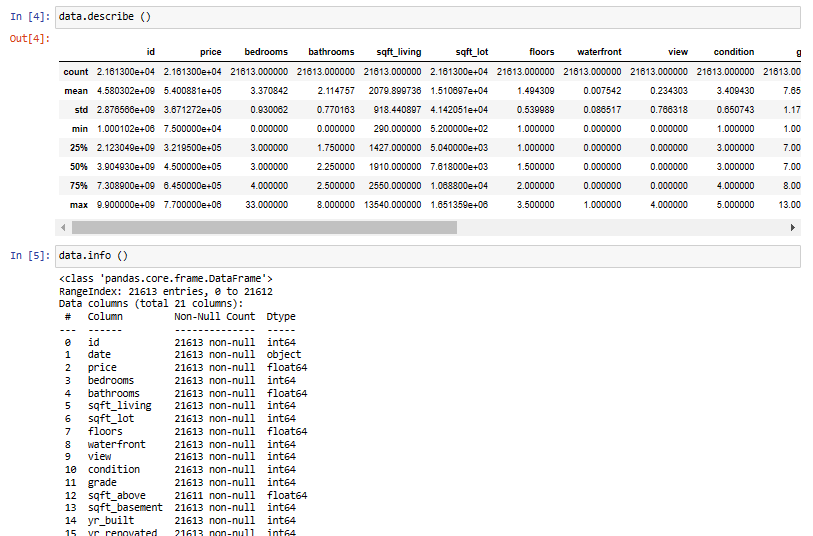 In [4]: data.describe ()
Out[4]:
id price bedrooms bathrooms sqft_living sqft_lot floors waterfront view condition g
count 2.161300e+04 2.161300e+04 21613.000000 21613.000000 21613.000000 2.161300e+04 21613.000000 21613.000000 21613.000000 21613.000000 21613.00
mean 4.580302e+09 5.400881e+05 3.370842 2.114757 2079.899736 1.510697e+04 1.494309 0.007542 0.234303 3.409430 7.65
std 2.876566e+09 3.671272e+05 0.930062 0.770163 918.440897 4.142051e+04 0.539989 0.086517 0.766318 0.650743 1.17
min 1.000102e+06 7.500000e+04 0.000000 0.000000 290.000000 5.200000e+02 1.000000 0.000000 0.000000 1.000000 1.00
25% 2.123049e+09 3.219500e+05 3.000000 1.750000 1427.000000 5.040000e+03 1.000000 0.000000 0.000000 3.000000 7.00
50% 3.904930e+09 4.500000e+05 3.000000 2.250000 1910.000000 7.618000e+03 1.500000 0.000000 0.000000 3.000000 7.00
75% 7.308900e+09 6.450000e+05 4.000000 2.500000 2550.000000 1.068800e+04 2.000000 0.000000 0.000000 4.000000 8.00
max 9.900000e+09 7.700000e+06 33.000000 8.000000 13540.000000 1.651359e+06 3.500000 1.000000 4.000000 5.000000 13.00
In [5]: data.info ()
<class 'pandas.core.frame.DataFrame'>
RangeIndex: 21613 entries, 0 to 21612
Data columns (total 21 columns):
# Column Non-Null Count Dtype
--- ------ -------------- -----
0 id 21613 non-null int64
1 date 21613 non-null object
2 price 21613 non-null float64
3 bedrooms 21613 non-null int64
4 bathrooms 21613 non-null float64
5 sqft_living 21613 non-null int64
6 sqft_lot 21613 non-null int64
7 floors 21613 non-null float64
8 waterfront 21613 non-null int64
9 view 21613 non-null int64
10 condition 21613 non-null int64
11 grade 21613 non-null int64
12 sqft_above 21611 non-null float64
13 sqft_basement 21613 non-null int64
14 yr_built 21613 non-null int64
15 yr_renovated 21613 non-null int64